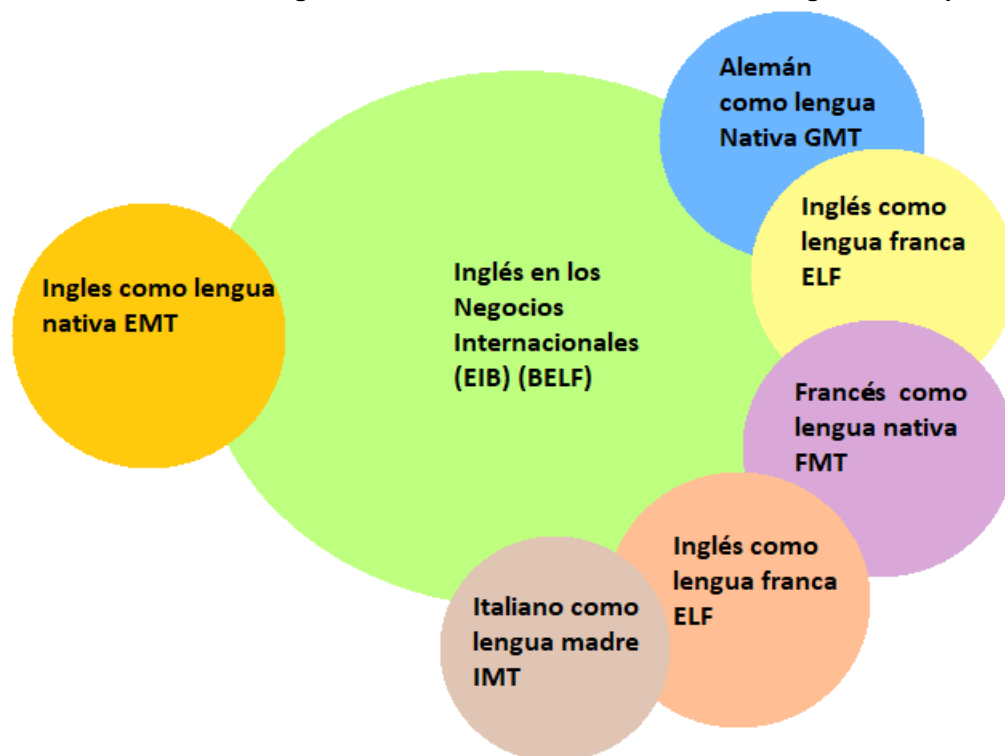 Alemán
como lengua
Nativa GMT
Inglés como
lengua franca
ELF
Ingles como lengua
nativa EMT
Inglés en los
Negocios
Internacionales
(EIB) (BELF)
Francés como
lengua nativa
FMT
Inglés como
lengua franca
ELF
Italiano como
lengua madre
IMT